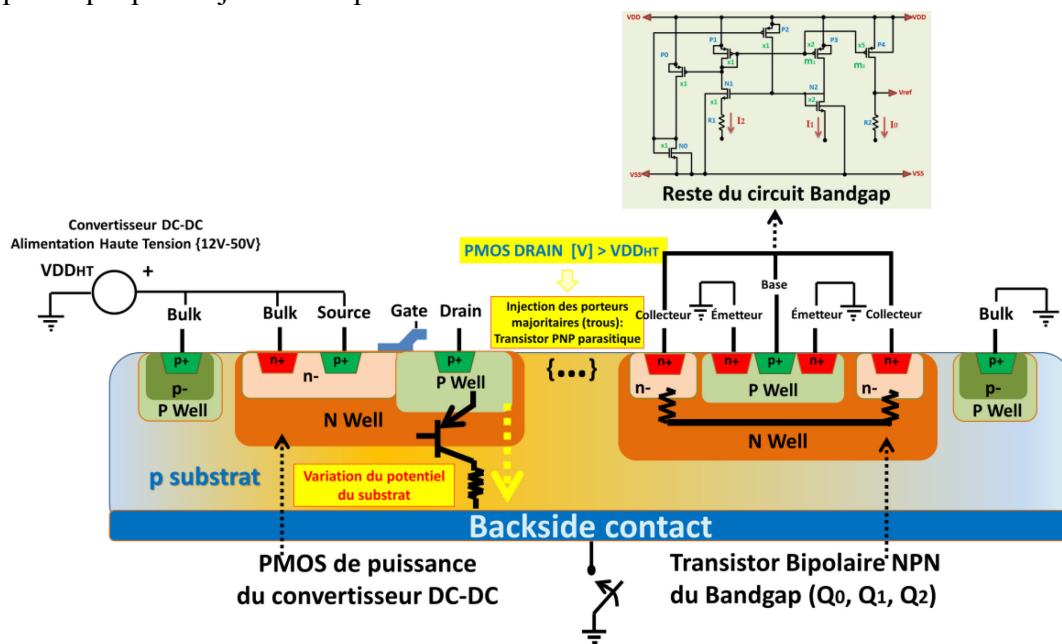 VDD
VDD
P2
P1
P3
P4
P0
x1
x1
x1
x2
x5
m1
N1
N2
x1
x2
R1
I2
I1
R2
I0
Vref
x1
N0
VSS
VSS
Reste du circuit Bandgap
Convertisseur DC-DC
Alimentation Haute Tension {12V-50V}
VDDHT
+
PMOS DRAIN [V] > VDDHT
Injection des porteurs
majoritaires (trous):
Transistor PNP parasitique
Bulk
Bulk
Source
Gate
Drain
Collecteur
Émetteur
Base
Émetteur
Collecteur
Bulk
p+
n+
p+
p+
{...}
n+
n+
p+
n+
n+
p+
p-
P Well
n-
P Well
N Well
n-
P Well
n-
N Well
p-
P Well
p substrat
Variation du potentiel
du substrat
Backside contact
PMOS de puissance
du convertisseur DC-DC
Transistor Bipolaire NPN
du Bandgap (Q0, Q1, Q2)